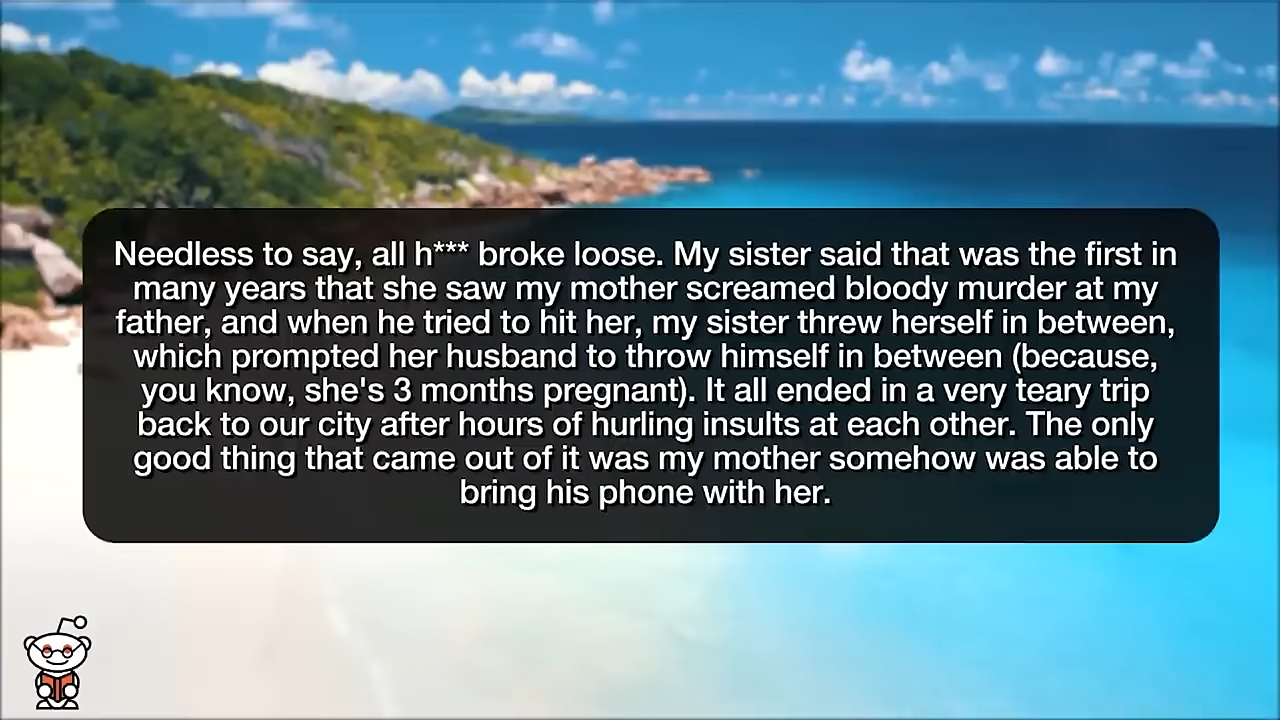 Needless to say, all h*** broke loose. My sister said that was the first in
many years that she saw my mother screamed bloody murder at my
father, and when he tried to hit her, my sister threw herself in between,
which prompted her husband to throw himself in between (because,
you know, she's 3 months pregnant). It all ended in a very teary trip
back to our city after hours of hurling insults at each other. The only
good thing that came out of it was my mother somehow was able to
bring his phone with her.